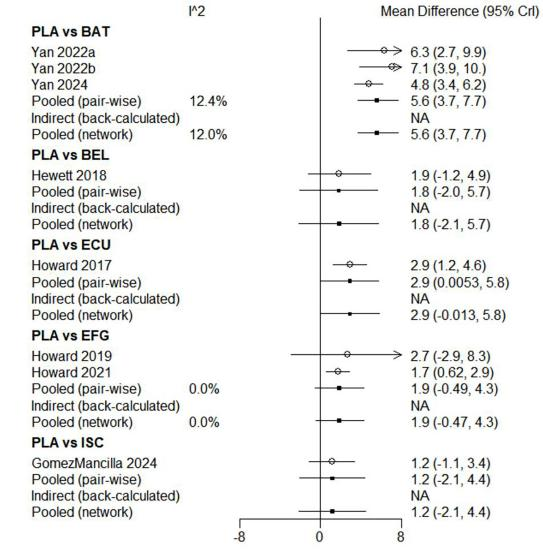 I^2 Mean Difference (95% CrI)
PLA vs BAT
Yan 2022a 6.3 (2.7, 9.9)
Yan 2022b 7.1 (3.9, 10.)
Yan 2024 4.8 (3.4, 6.2)
Pooled (pair-wise) 12.4% 5.6 (3.7, 7.7)
Indirect (back-calculated) NA
Pooled (network) 12.0% 5.6 (3.7, 7.7)
PLA vs BEL
Hewett 2018 1.9 (-1.2, 4.9)
Pooled (pair-wise) 1.8 (-2.0, 5.7)
Indirect (back-calculated) NA
Pooled (network) 1.8 (-2.1, 5.7)
PLA vs ECU
Howard 2017 2.9 (1.2, 4.6)
Pooled (pair-wise) 2.9 (0.0053, 5.8)
Indirect (back-calculated) NA
Pooled (network) 2.9 (-0.013, 5.8)
PLA vs EFG
Howard 2019 2.7 (-2.9, 8.3)
Howard 2021 1.7 (0.62, 2.9)
Pooled (pair-wise) 0.0% 1.9 (-0.49, 4.3)
Indirect (back-calculated) NA
Pooled (network) 0.0% 1.9 (-0.47, 4.3)
PLA vs ISC
GomezMancilla 2024 1.2 (-1.1, 3.4)
Pooled (pair-wise) 1.2 (-2.1, 4.4)
Indirect (back-calculated) NA
Pooled (network) 1.2 (-2.1, 4.4)
-8 0 8